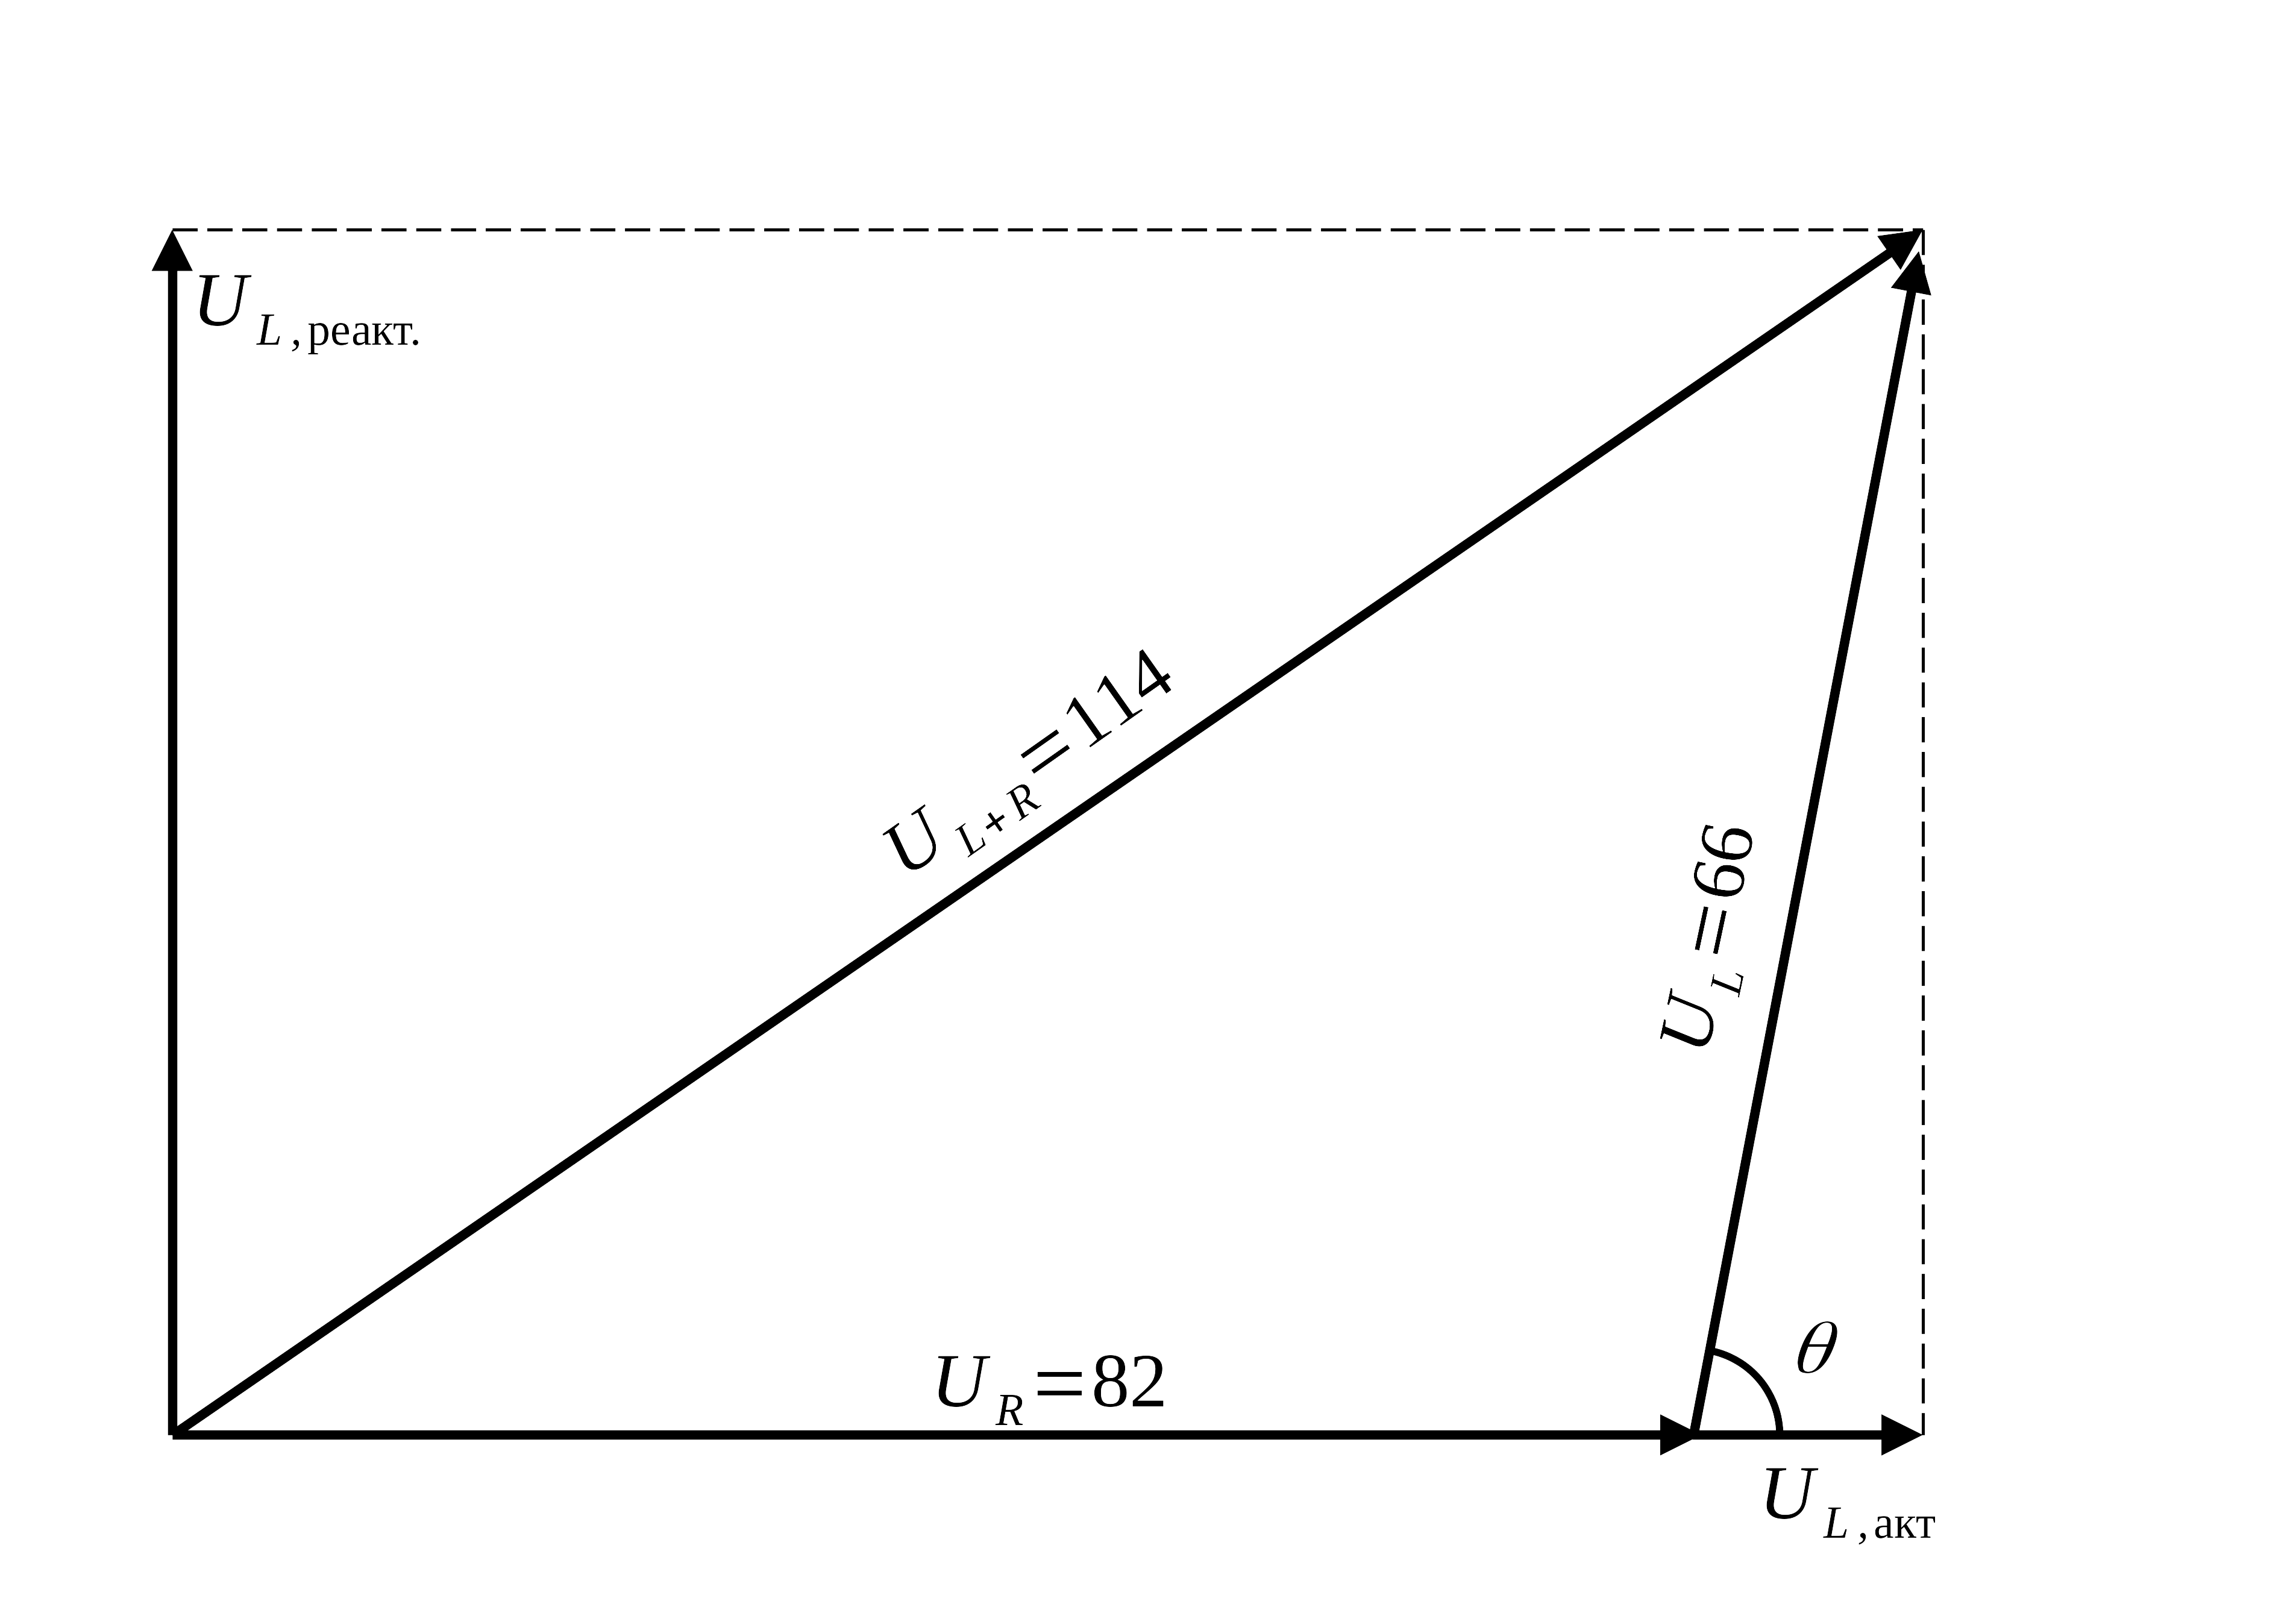 U L , реакт.
U L+R =114
U L =66
θ
U R =82
U L , акт